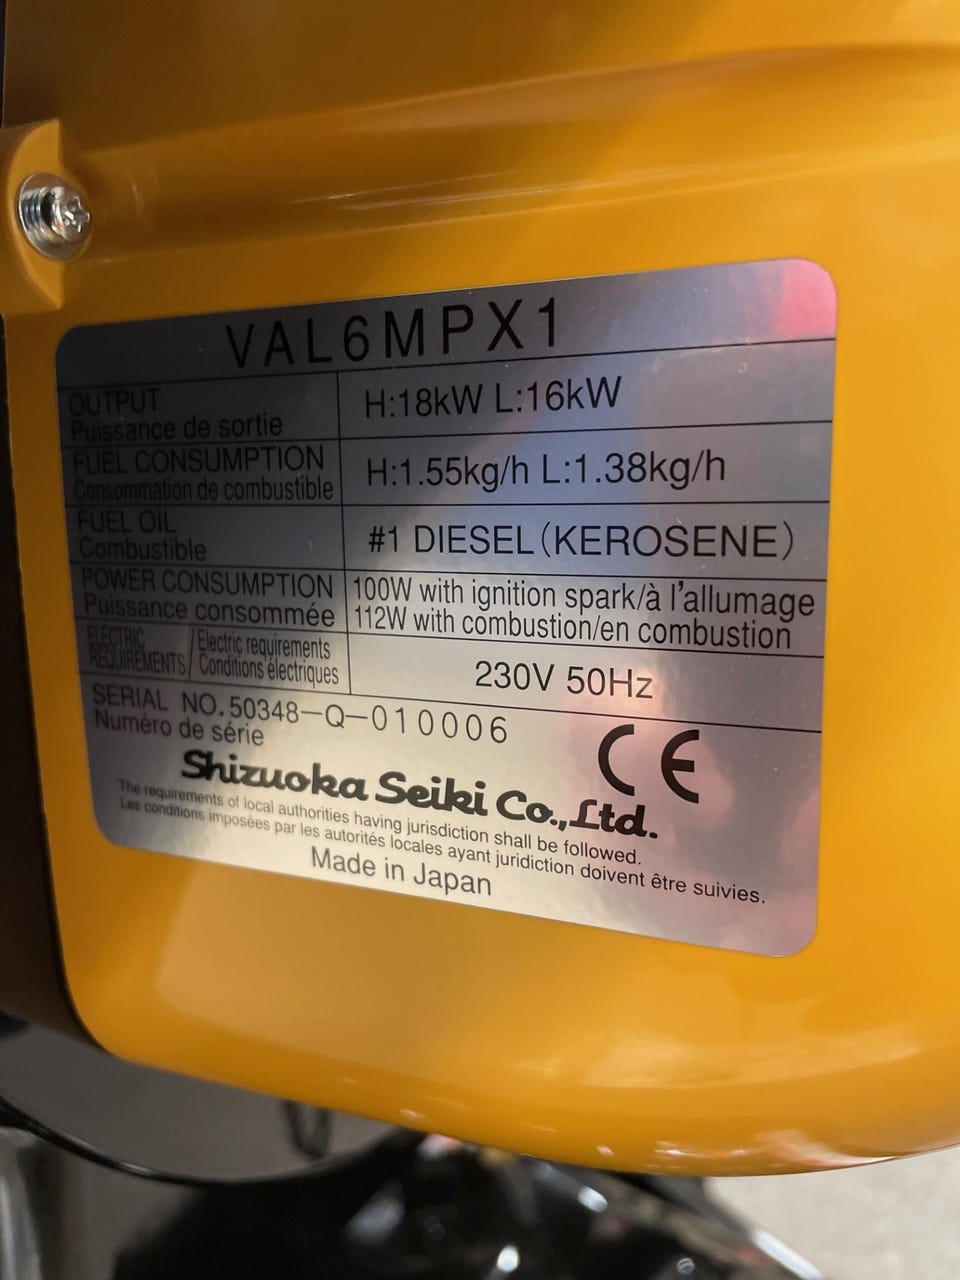 VAL6MPX1
OUTPUT
Puissance de sortie
H:18kW L:16kW
FUEL CONSUMPTION
Consommation de combustible
H:1.55kg/h L:1.38kg/h
FUEL OIL
Combustible
#1 DIESEL (KEROSENE)
POWER CONSUMPTION
Puissance consommée
100W with ignition spark/à l'allumage
112W with combustion/en combustion
ELECTRIC
REQUIREMENTS
Electric requirements
Conditions électriques
230V 50Hz
SERIAL NO. 50348-Q-010006
Numéro de série
CE
Shizuoka Seiki Co.,Ltd.
The requirements of local authorities having jurisdiction shall be followed.
Les conditions imposées par les autorités locales ayant juridiction doivent être suivies.
Made in Japan